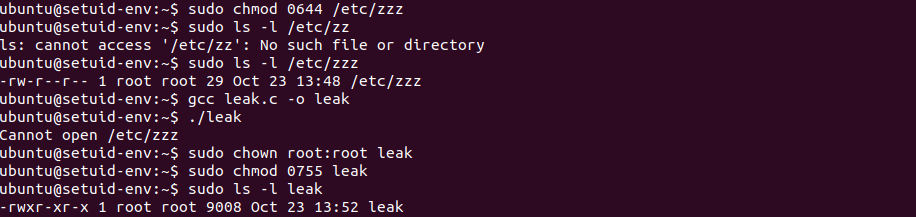 ubuntu@setuid-env:~$ sudo chmod 0644 /etc/zzz
ubuntu@setuid-env:~$ sudo ls -l /etc/zz
ls: cannot access '/etc/zz': No such file or directory
ubuntu@setuid-env:~$ sudo ls -l /etc/zzz
-rw-r--r-- 1 root root 29 Oct 23 13:48 /etc/zzz
ubuntu@setuid-env:~$ gcc leak.c -o leak
ubuntu@setuid-env:~$ ./leak
Cannot open /etc/zzz
ubuntu@setuid-env:~$ sudo chown root:root leak
ubuntu@setuid-env:~$ sudo chmod 0755 leak
ubuntu@setuid-env:~$ sudo ls -l leak
-rwxr-xr-x 1 root root 9008 Oct 23 13:52 leak